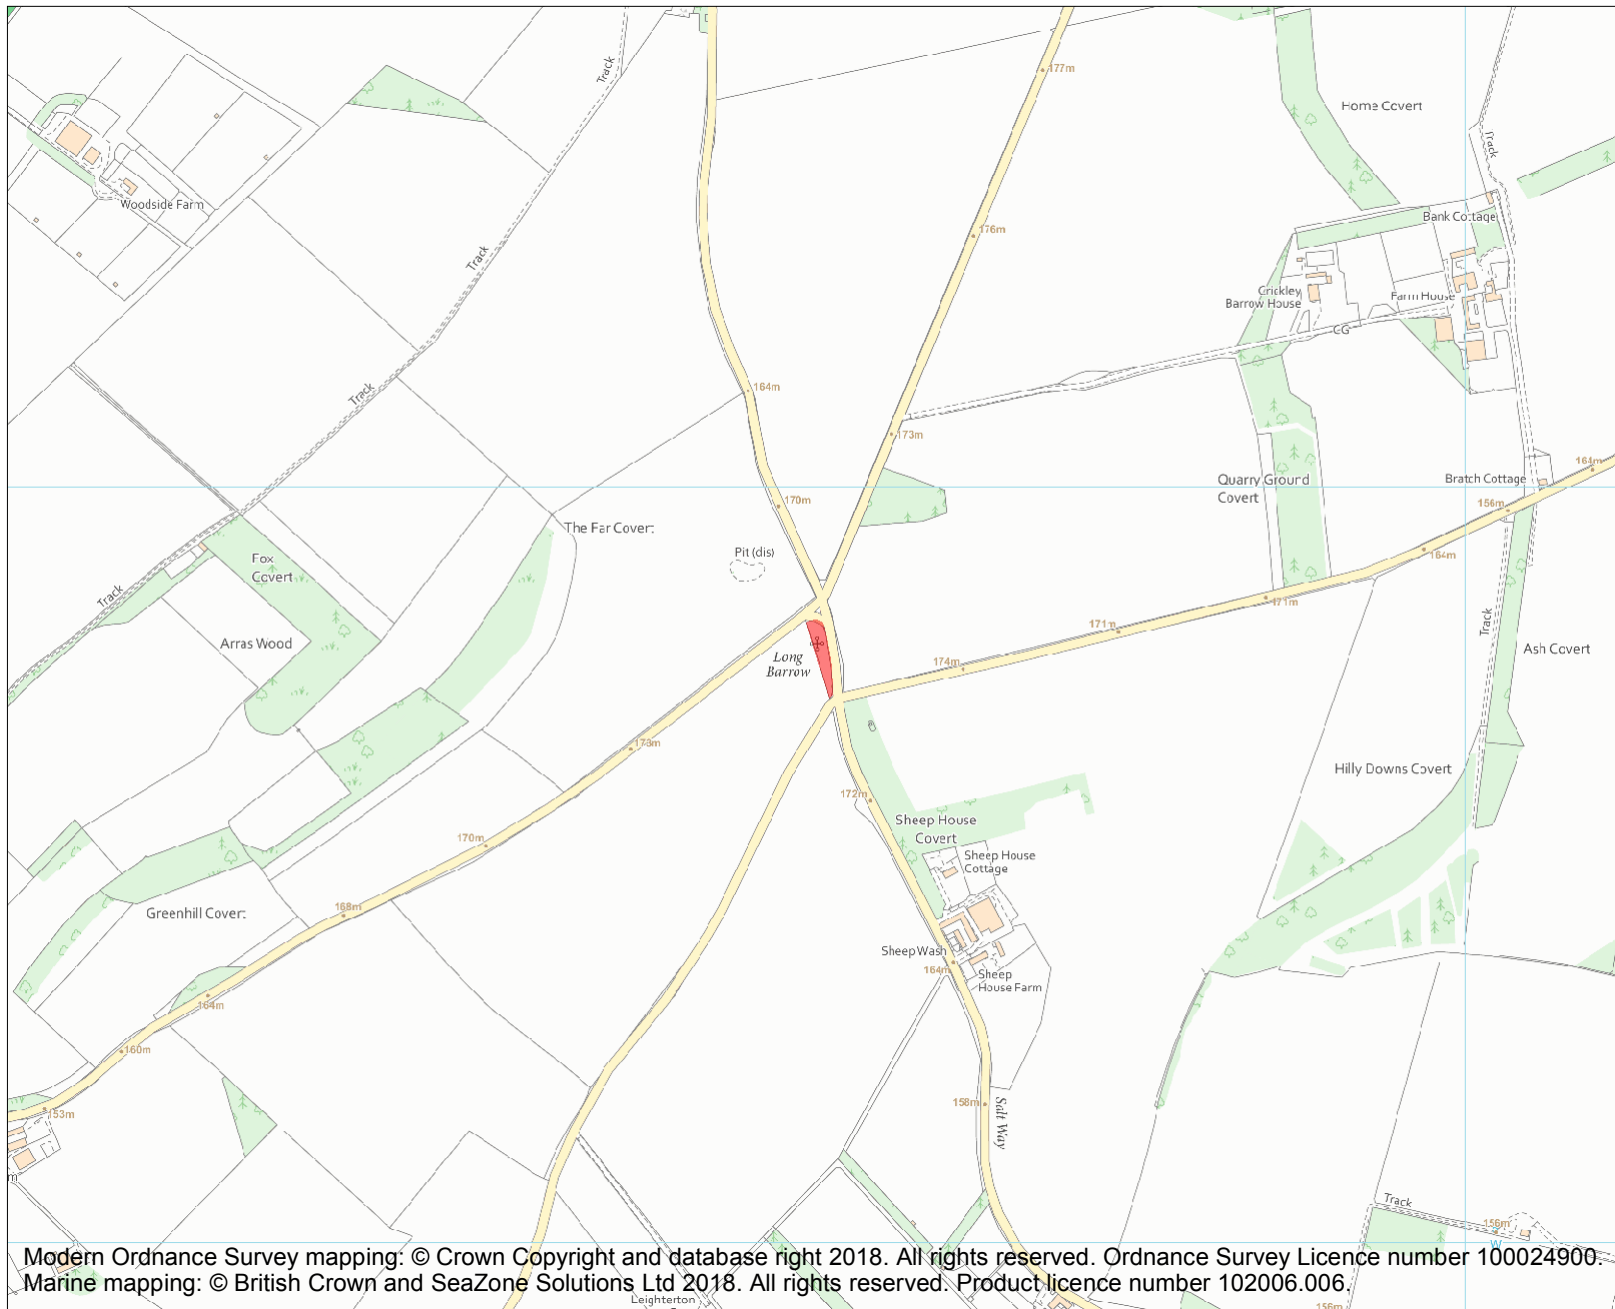 Track
177m
Home Covert
Track
Woodside Farm
Bank Cottage
176m
Track
Crickley
Barrow House
Farm House
CG
164m
Track
173m
164m
Quarry Ground
Covert
Bratch Cottage
170m
156m
The Far Covert
Pit (dis)
164m
Fox
Covert
Track
171m
171m
Track
Arras Wood
Ash Covert
Long
Barrow
174m
173m
Hilly Downs Covert
172m
Sheep House
Covert
170m
Sheep House
Cottage
168m
Greenhill Covert
Sheep Wash
164m
Sheep
House Farm
164m
160m
158m
Salt Way
153m
m
Track
156m
W
Modern Ordnance Survey mapping: © Crown Copyright and database right 2018. All rights reserved. Ordnance Survey Licence number 100024900.
Marine mapping: © British Crown and SeaZone Solutions Ltd 2018. All rights reserved. Product licence number 102006.006.
Leighterton
156m